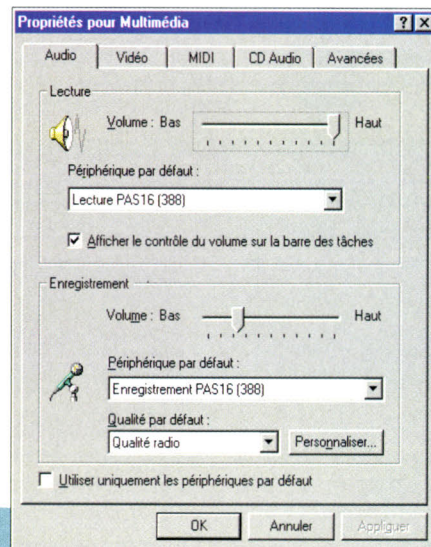 Propriétés pour Multimédia
Audio Vidéo MIDI CD Audio Avancées
Lecture
Volume : Bas Haut
Périphérique par défaut :
Lecture PAS16 (388)
Afficher le contrôle du volume sur la barre des tâches
Enregistrement
Volume : Bas Haut
Périphérique par défaut :
Enregistrement PAS16 (388)
Qualité par défaut :
Qualité radio Personnaliser...
Utiliser uniquement les périphériques par défaut
OK Annuler Appliquer